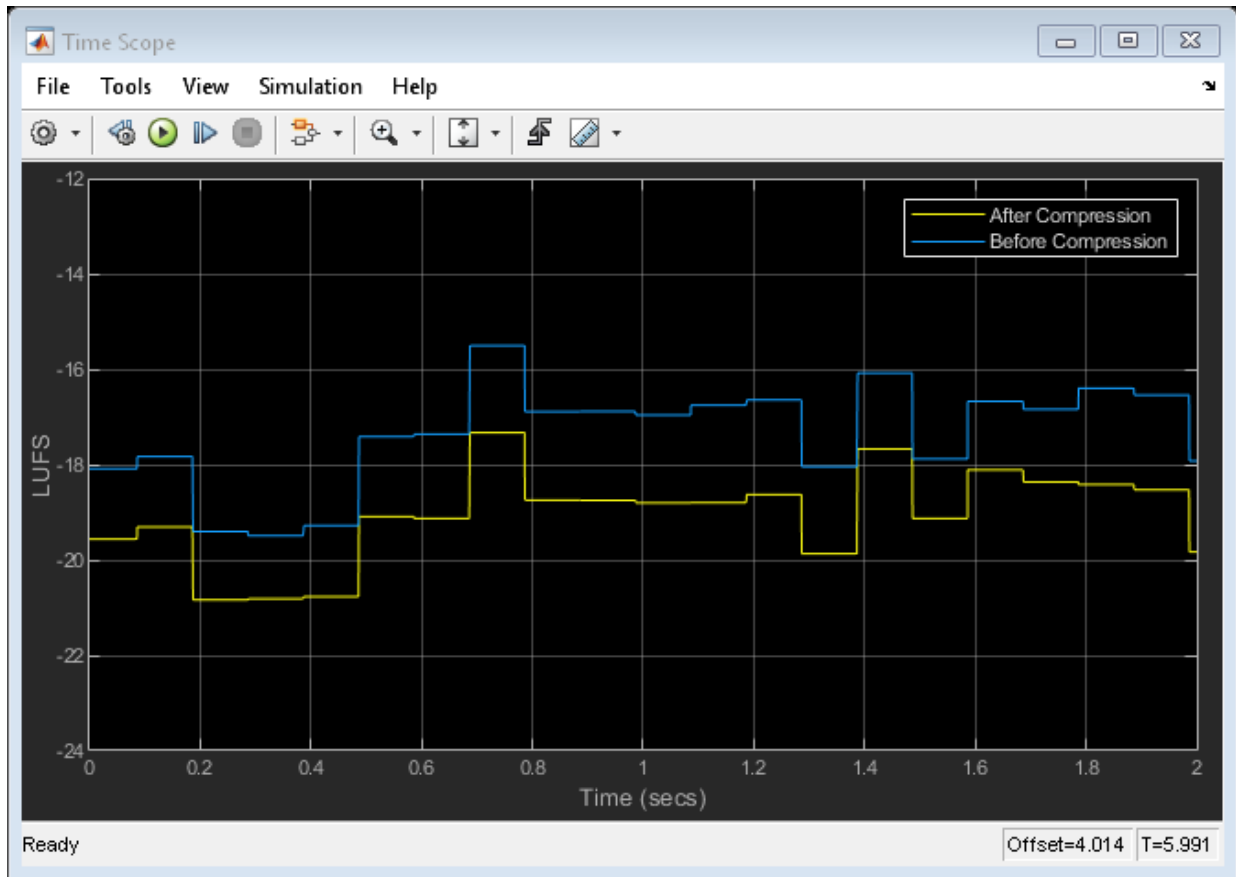 Time Scope
File Tools View Simulation Help
-12
After Compression
Before Compression
-14
-16
-18
-20
-22
-24
LUFS
0 0.2 0.4 0.6 0.8 1 1.2 1.4 1.6 1.8 2
Time (secs)
Ready Offset=4.014 T=5.991